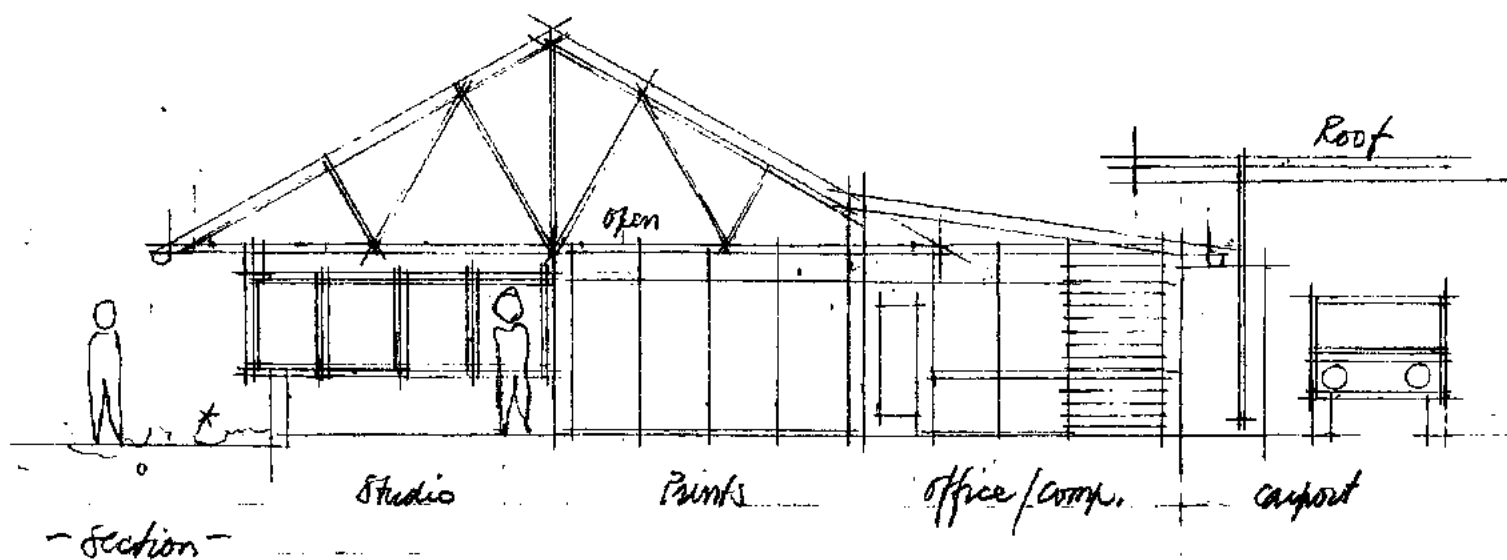 Roof
open
Studio
Prints
office/comp.
carport
- Section -